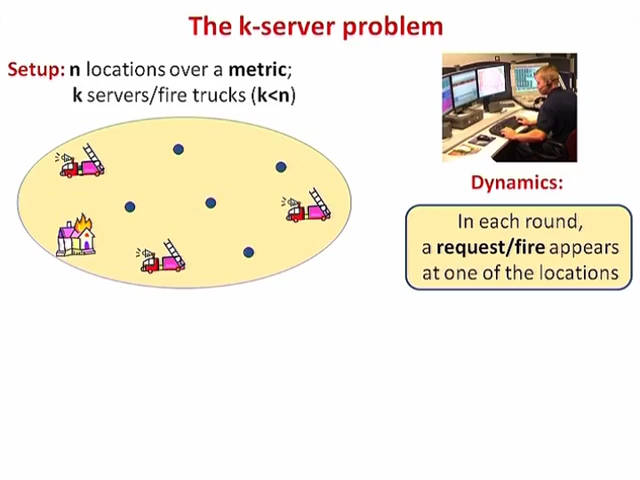 The k-server problem
Setup: n locations over a metric;
k servers/fire trucks (k<n)
Dynamics:
In each round,
a request/fire appears
at one of the locations